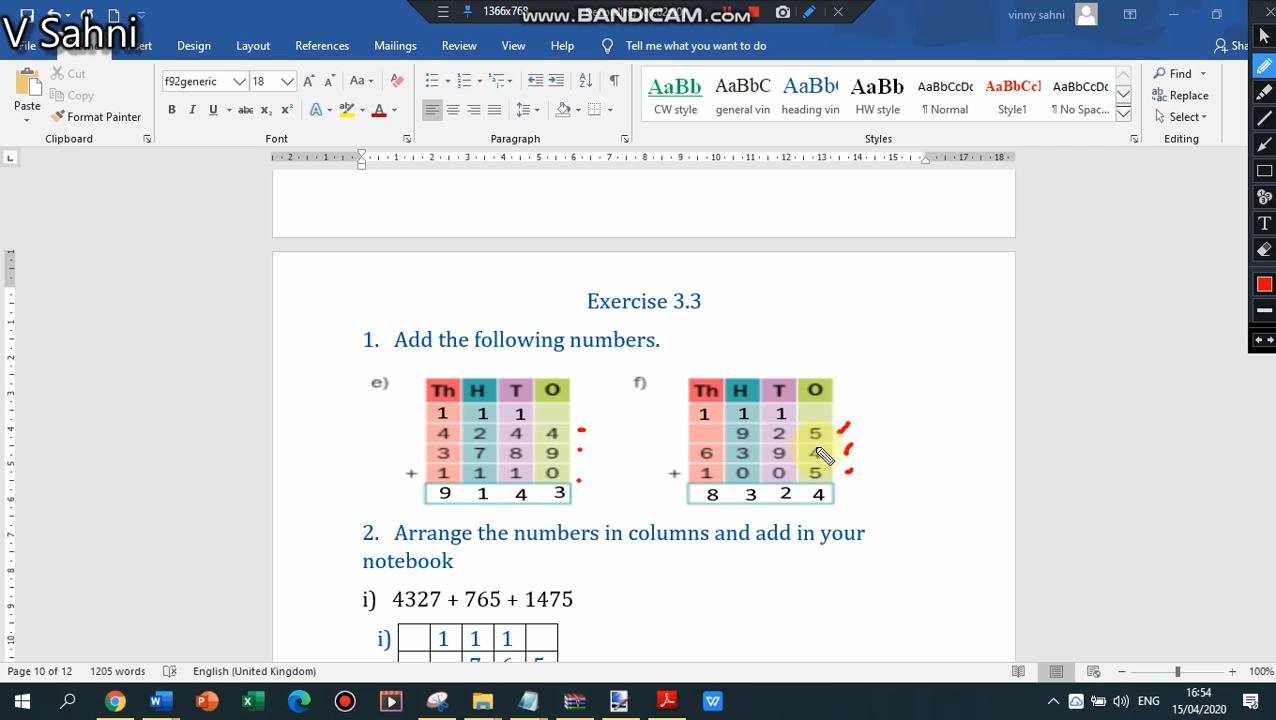 1366x768
www.BANDICAM.com
vinny sahni
V Sahni
Design Layout References Mailings Review View Help Tell me what you want to do
Cut
Copy
Format Painter
Paste
Clipboard
f92generic 18
Font
Paragraph
AaBb AaBbC AaBb( AaBb AaBbCcDc AaBbCc] AaBbCcDc
CW style general vin heading vin HW style ¶ Normal Style1 ¶ No Spac...
Styles
Find
Replace
Select
Editing
Exercise 3.3
1. Add the following numbers.
e)
Th H T O
1 1 1
4 2 4 4
3 7 8 9
+ 1 1 1 0
9 1 4 3
f)
Th H T O
1 1 1
9 2 5
6 3 9 4
+ 1 0 0 5
8 3 2 4
2. Arrange the numbers in columns and add in your
notebook
i) 4327 + 765 + 1475
i) 1 1 1
7 6 5
Page 10 of 12 1205 words English (United Kingdom) 100%
ENG
16:54
15/04/2020